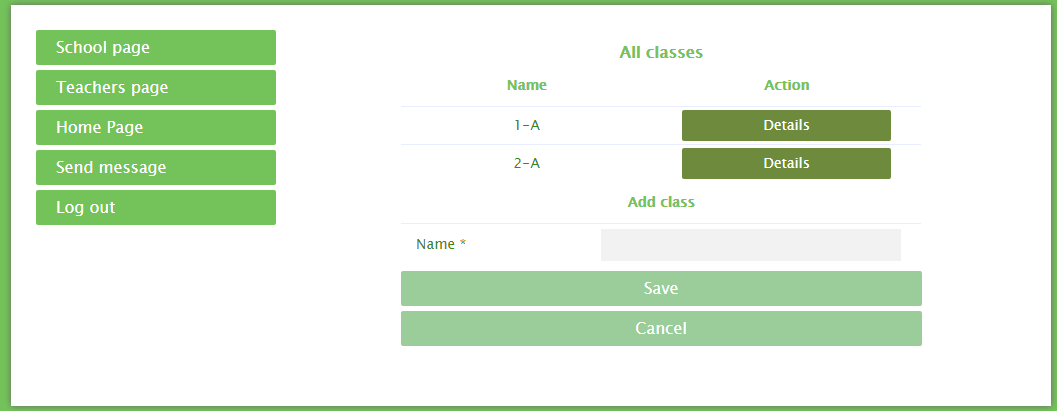 School page
Teachers page
Home Page
Send message
Log out
All classes
Name Action
1-A Details
2-A Details
Add class
Name *
Save
Cancel